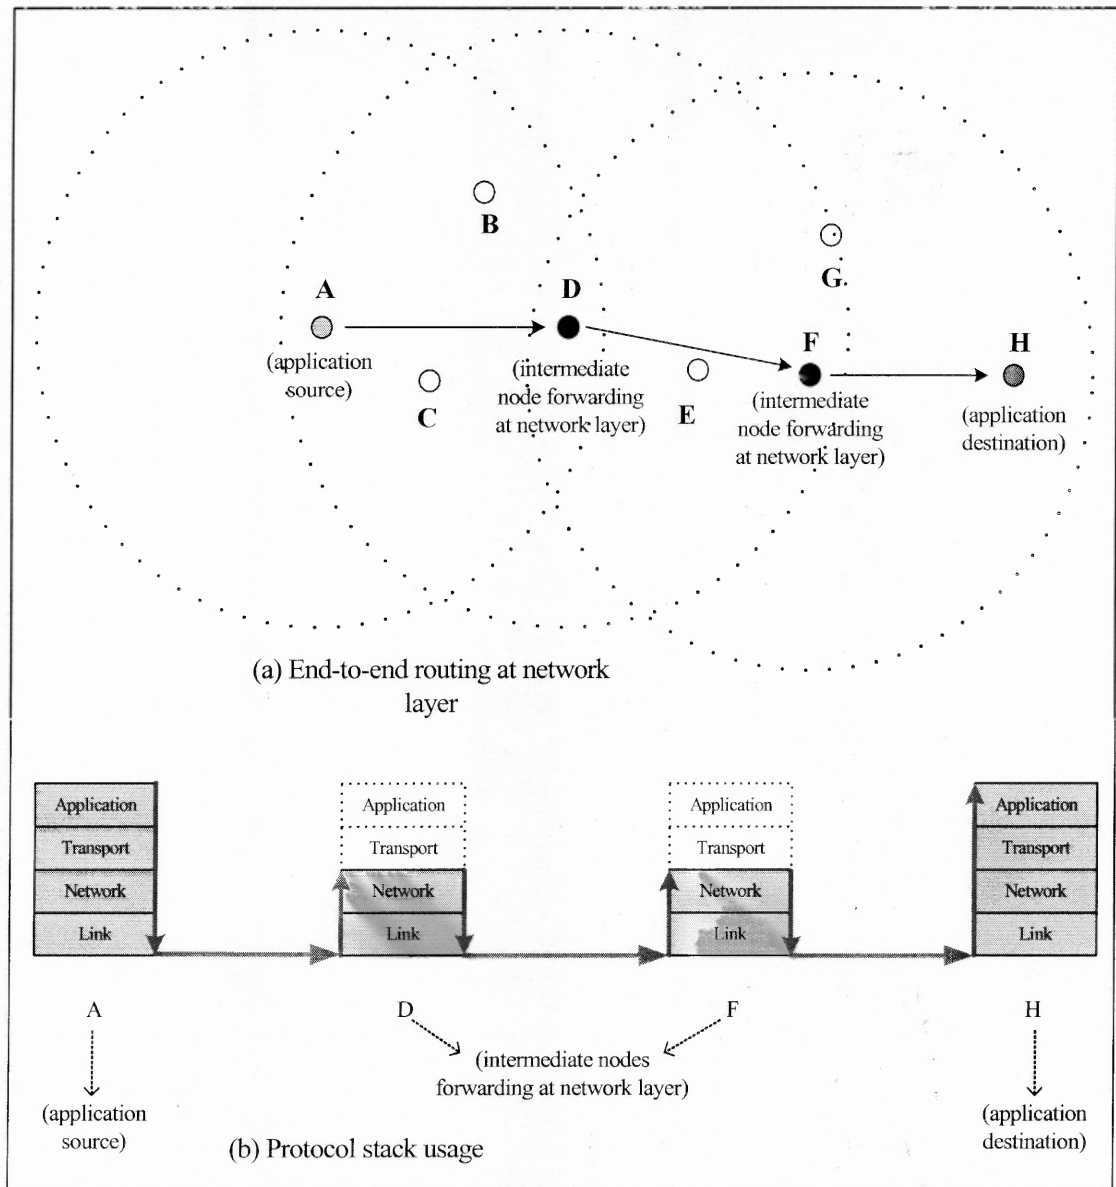 B
G
A
D
F
H
(application
source)
(intermediate
node forwarding
at network layer)
C
E
(intermediate
node forwarding
at network layer)
(application
destination)
(a) End-to-end routing at network
layer
Application
Transport
Network
Link
Application
Transport
Network
Link
Application
Transport
Network
Link
Application
Transport
Network
Link
A
D
F
H
(intermediate nodes
forwarding at network layer)
(application
source)
(application
destination)
(b) Protocol stack usage